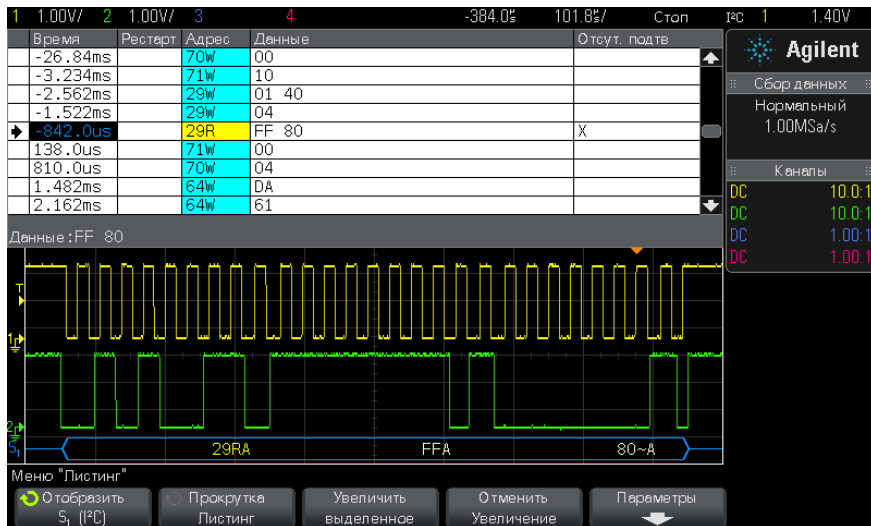 1 1.00V/ 2 1.00V/ 3 4 -384.0us 101.8us/ Стоп I²C 1 1.40V
Время Рестарт Адрес Данные Отсут. подтв
-26.84ms 70W 00
-3.234ms 71W 10
-2.562ms 29W 01 40
-1.522ms 29W 04
-842.0us 29R FF 80 X
138.0us 71W 00
810.0us 70W 04
1.482ms 64W DA
2.162ms 64W 61
Данные:FF 80
Agilent
Сбор данных
Нормальный
1.00MSa/s
Каналы
DC 10.0:1
DC 10.0:1
DC 1.00:1
DC 1.00:1
T
1
2
S₁ 29RA FFA 80~A
Меню "Листинг"
Отобразить
S₁ (I²C)
Прокрутка
Листинг
Увеличить
выделенное
Отменить
Увеличение
Параметры